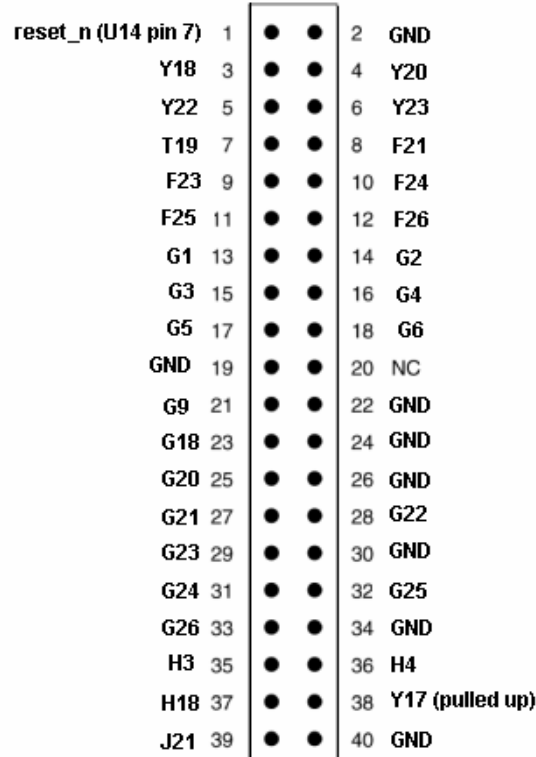 reset_n (U14 pin 7) 1 2 GND
Y18 3 4 Y20
Y22 5 6 Y23
T19 7 8 F21
F23 9 10 F24
F25 11 12 F26
G1 13 14 G2
G3 15 16 G4
G5 17 18 G6
GND 19 20 NC
G9 21 22 GND
G18 23 24 GND
G20 25 26 GND
G21 27 28 G22
G23 29 30 GND
G24 31 32 G25
G26 33 34 GND
H3 35 36 H4
H18 37 38 Y17 (pulled up)
J21 39 40 GND